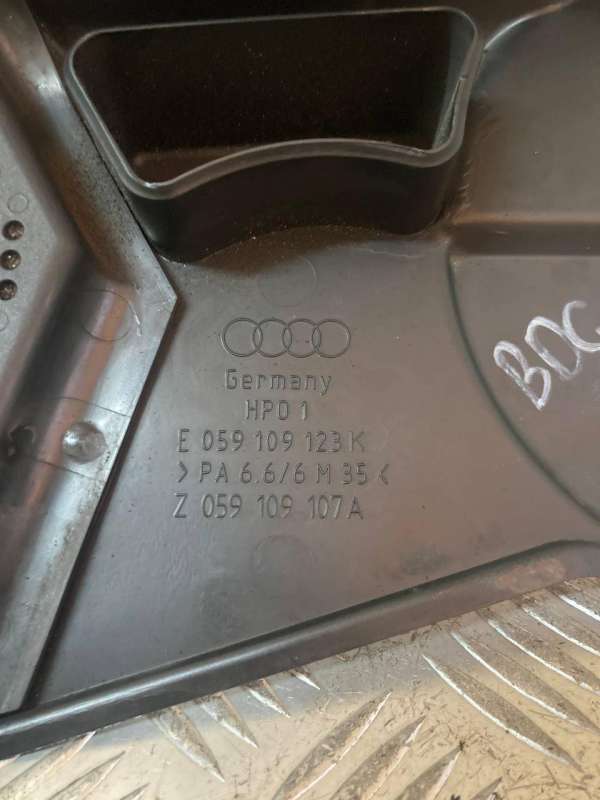 Germany
HPD 1
E 059 109 123 K
>PA 6.6/6 M 35<
Z 059 109 107 A
BDG